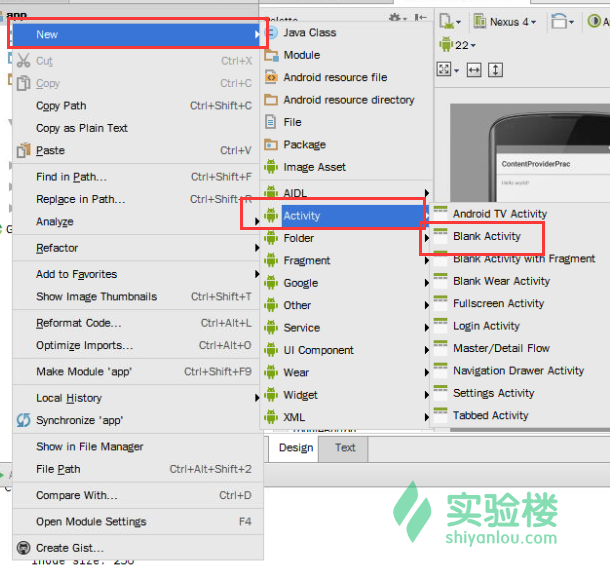 app
New
Cut Ctrl+X
Copy Ctrl+C
Copy Path Ctrl+Shift+C
Copy as Plain Text
Paste Ctrl+V
Find in Path... Ctrl+Shift+F
Replace in Path... Ctrl+Shift+R
Analyze
Refactor
Add to Favorites
Show Image Thumbnails Ctrl+Shift+T
Reformat Code... Ctrl+Alt+L
Optimize Imports... Ctrl+Alt+O
Make Module 'app' Ctrl+Shift+F9
Local History
Synchronize 'app'
Show in File Manager
File Path Ctrl+Alt+Shift+2
Compare With... Ctrl+D
Open Module Settings F4
Create Gist...
Palette
Java Class
Module
Android resource file
Android resource directory
File
Package
Image Asset
AIDL
Activity
Folder
Fragment
Google
Other
Service
UI Component
Wear
Widget
XML
Android TV Activity
Blank Activity
Blank Activity with Fragment
Blank Wear Activity
Fullscreen Activity
Login Activity
Master/Detail Flow
Navigation Drawer Activity
Settings Activity
Tabbed Activity
Nexus 4
22
ContentProviderPrac
Hello world!
Design Text
实验楼
shiyanlou.com